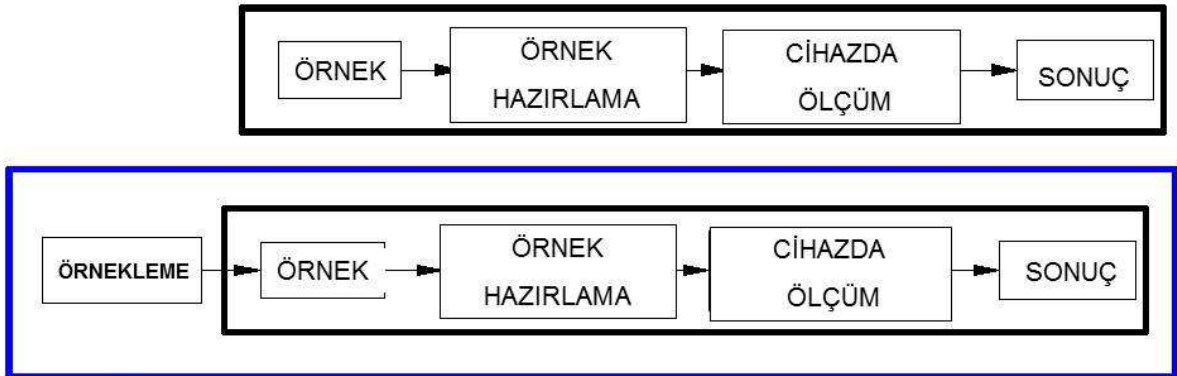 ÖRNEK
ÖRNEK
HAZIRLAMA
CİHAZDA
ÖLÇÜM
SONUÇ
ÖRNEKLEME
ÖRNEK
ÖRNEK
HAZIRLAMA
CİHAZDA
ÖLÇÜM
SONUÇ